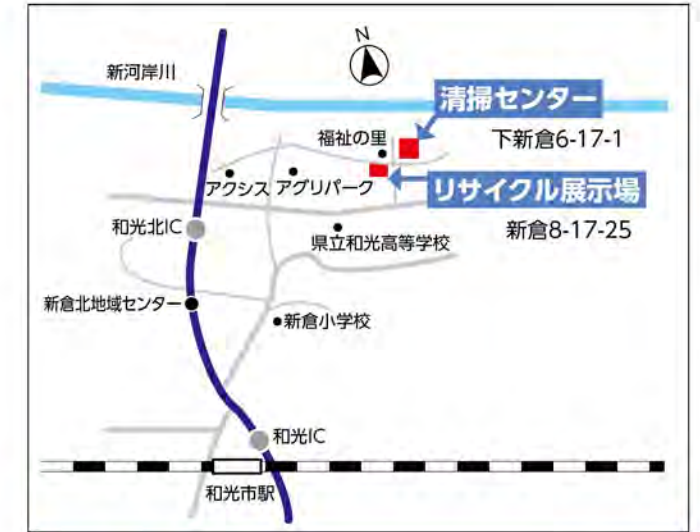 N
新河岸川
清掃センター
福祉の里
下新倉6-17-1
アクシス
アグリパーク
リサイクル展示場
和光北IC
県立和光高等学校
新倉8-17-25
新倉北地域センター
新倉小学校
和光IC
和光市駅